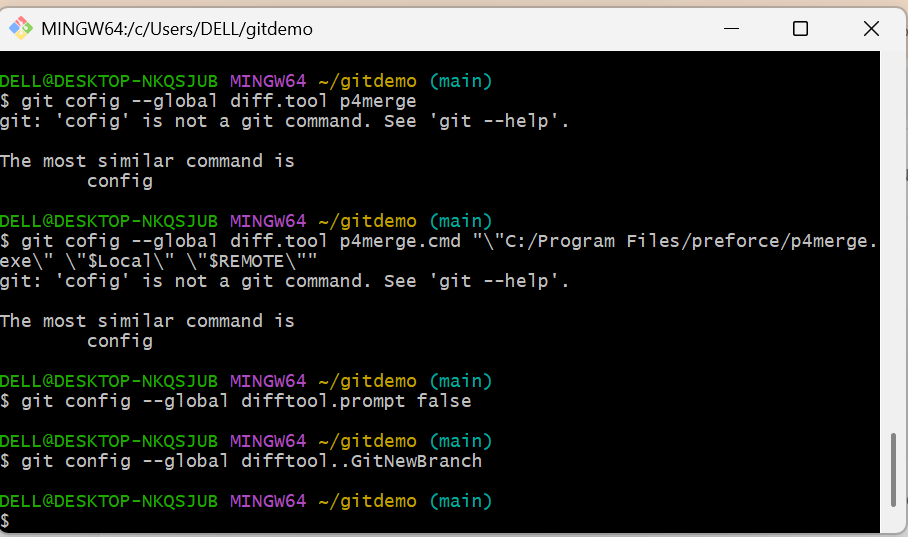 MINGW64:/c/Users/DELL/gitdemo
DELL@DESKTOP-NKQSJUB MINGW64 ~/gitdemo (main)
$ git cofig --global diff.tool p4merge
git: 'cofig' is not a git command. See 'git --help'.
The most similar command is
config
DELL@DESKTOP-NKQSJUB MINGW64 ~/gitdemo (main)
$ git cofig --global diff.tool p4merge.cmd "\"C:/Program Files/preforce/p4merge.
exe\" \"$Local\" \"$REMOTE\""
git: 'cofig' is not a git command. See 'git --help'.
The most similar command is
config
DELL@DESKTOP-NKQSJUB MINGW64 ~/gitdemo (main)
$ git config --global difftool.prompt false
DELL@DESKTOP-NKQSJUB MINGW64 ~/gitdemo (main)
$ git config --global difftool..GitNewBranch
DELL@DESKTOP-NKQSJUB MINGW64 ~/gitdemo (main)
$